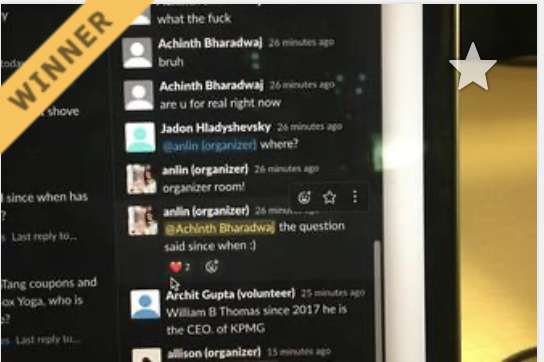 WINNER
what the fuck
Achinth Bharadwaj 26 minutes ago
bruh
Achinth Bharadwaj 26 minutes ago
are u for real right now
Jadon Hladyshevsky 26 minutes ago
@anlin (organizer) where?
anlin (organizer) 26 minutes ago
organizer room!
anlin (organizer) 26
@Achinth Bharadwaj the question
said since when :)
2
Archit Gupta (volunteer) 25 minutes ago
William B Thomas since 2017 he is
the CEO. of KPMG
allison (organizer) 15 minutes ago
y
today
t shove
l since when has
?
s Last reply to...
Tang coupons and
ox Yoga, who is
e?
s Last reply to...